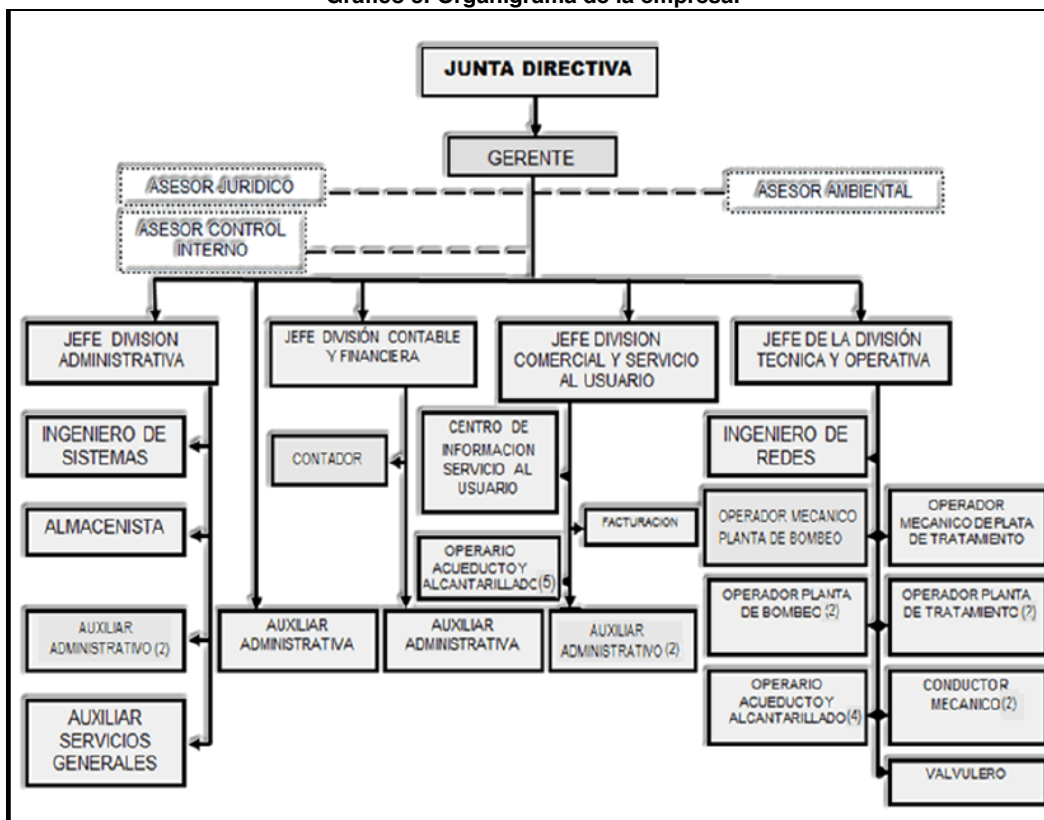 Gráfico 3. Organigrama de la empresa.
JUNTA DIRECTIVA
GERENTE
ASESOR JURIDICO
ASESOR AMBIENTAL
ASESOR CONTROL
INTERNO
JEFE DIVISION
ADMINISTRATIVA
JEFE DIVISIÓN CONTABLE
Y FINANCIERA
JEFE DIVISION
COMERCIAL Y SERVICIO
AL USUARIO
JEFE DE LA DIVISIÓN
TECNICA Y OPERATIVA
INGENIERO DE
SISTEMAS
CONTADOR
CENTRO DE
INFORMACION
SERVICIO AL
USUARIO
INGENIERO DE
REDES
ALMACENISTA
FACTURACION
OPERADOR MECANICO
PLANTA DE BOMBEO
OPERADOR
MECANICO DE PLATA
DE TRATAMIENTO
OPERARIO
ACUEDUCTO Y
ALCANTARILLADO (5)
OPERADOR PLANTA
DE BOMBEO (2)
OPERADOR PLANTA
DE TRATAMIENTO
AUXILIAR
ADMINISTRATIVO (2)
AUXILIAR
ADMINISTRATIVA
AUXILIAR
ADMINISTRATIVA
AUXILIAR
ADMINISTRATIVO (2)
OPERARIO
ACUEDUCTO Y
ALCANTARILLADO (4)
CONDUCTOR
MECANICO (2)
AUXILIAR
SERVICIOS
GENERALES
VALVULERO